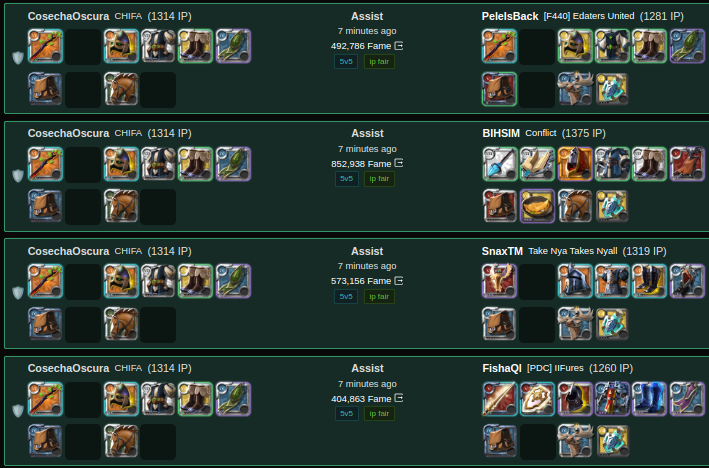 CosechaOscura CHIFA (1314 IP) Assist PeleIsBack [F440] Edaters United (1281 IP)
7 minutes ago
492,786 Fame
5v5 ip fair
CosechaOscura CHIFA (1314 IP) Assist BIHSIM Conflict (1375 IP)
7 minutes ago
852,938 Fame
5v5 ip fair
CosechaOscura CHIFA (1314 IP) Assist SnaxTM Take Nya Takes Nyall (1319 IP)
7 minutes ago
573,156 Fame
5v5 ip fair
CosechaOscura CHIFA (1314 IP) Assist FishaQI [PDC] IIFures (1260 IP)
7 minutes ago
404,863 Fame
5v5 ip fair